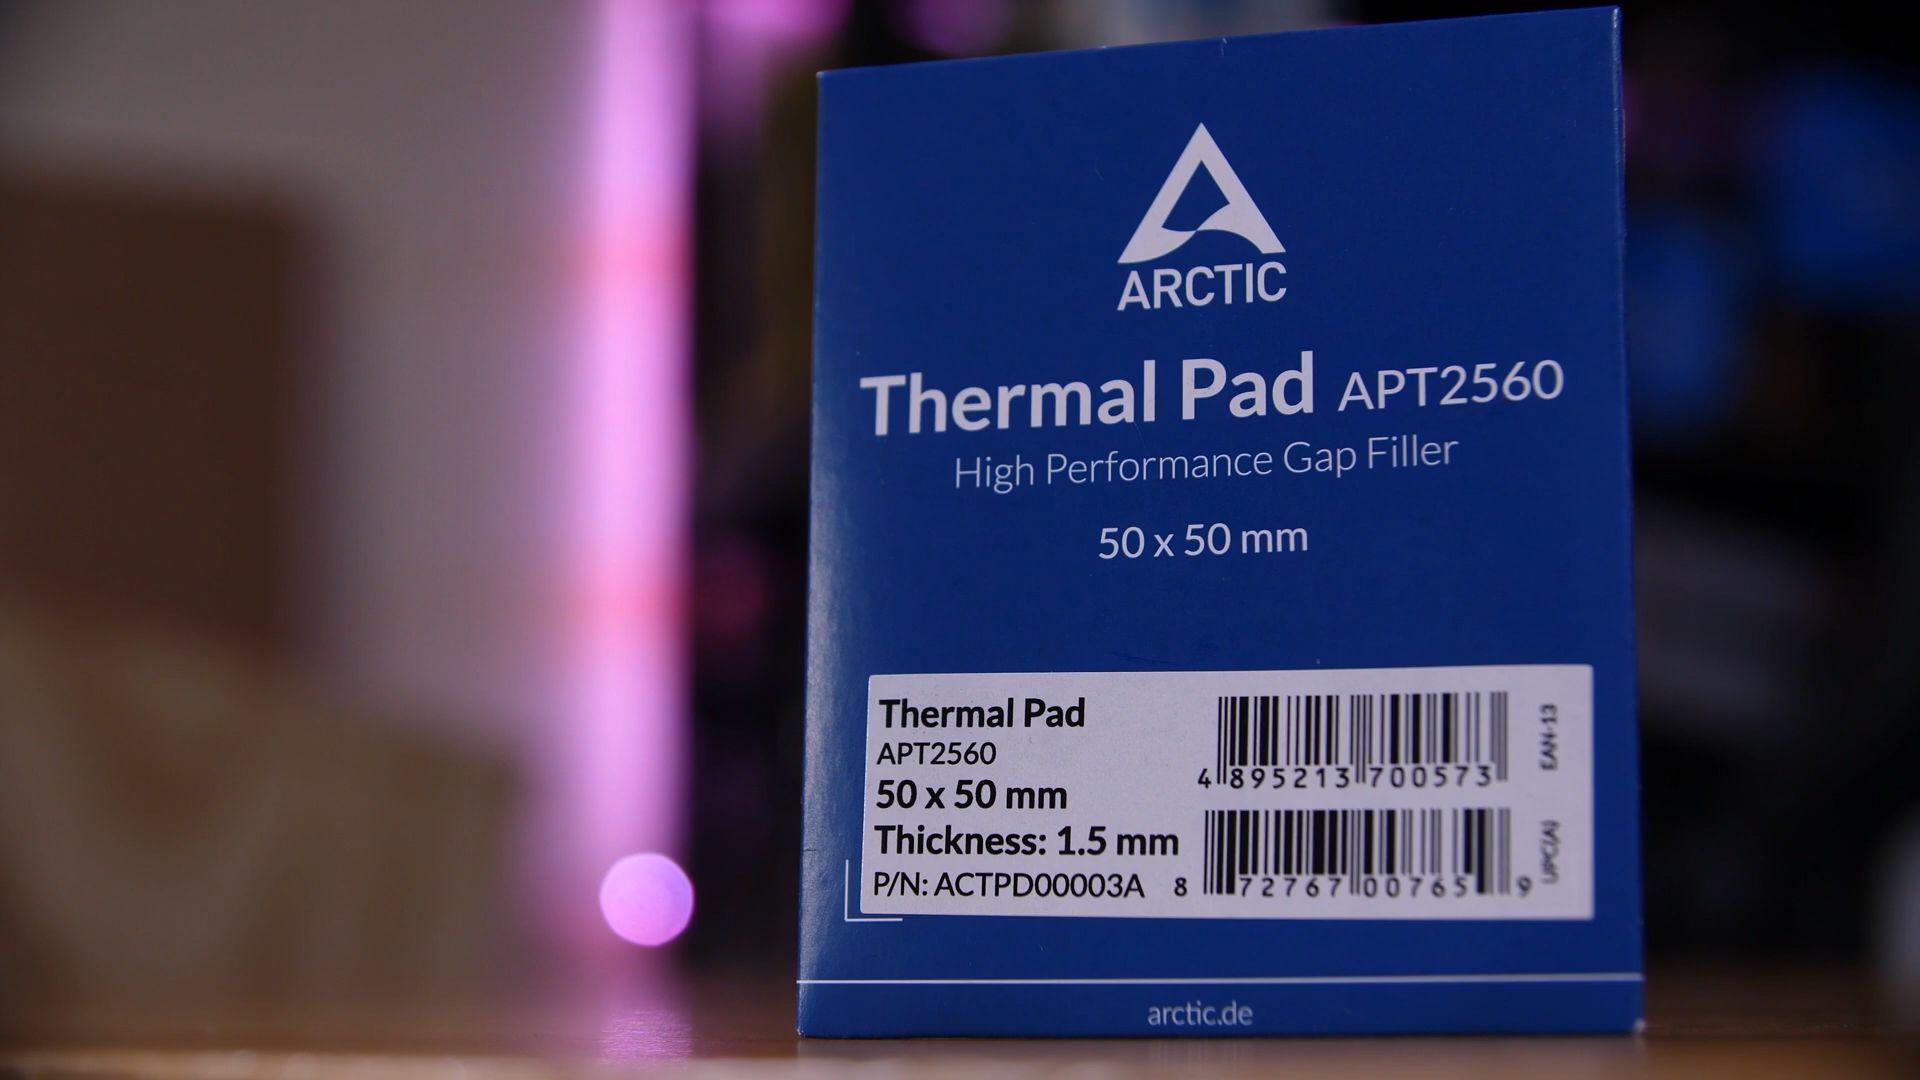 ARCTIC
Thermal Pad APT2560
High Performance Gap Filler
50 x 50 mm
Thermal Pad
APT2560
50 x 50 mm
Thickness: 1.5 mm
P/N: ACTPD00003A
4 895213 700573
EAN-13
8 72767 00765 9
UPC(A)
arctic.de